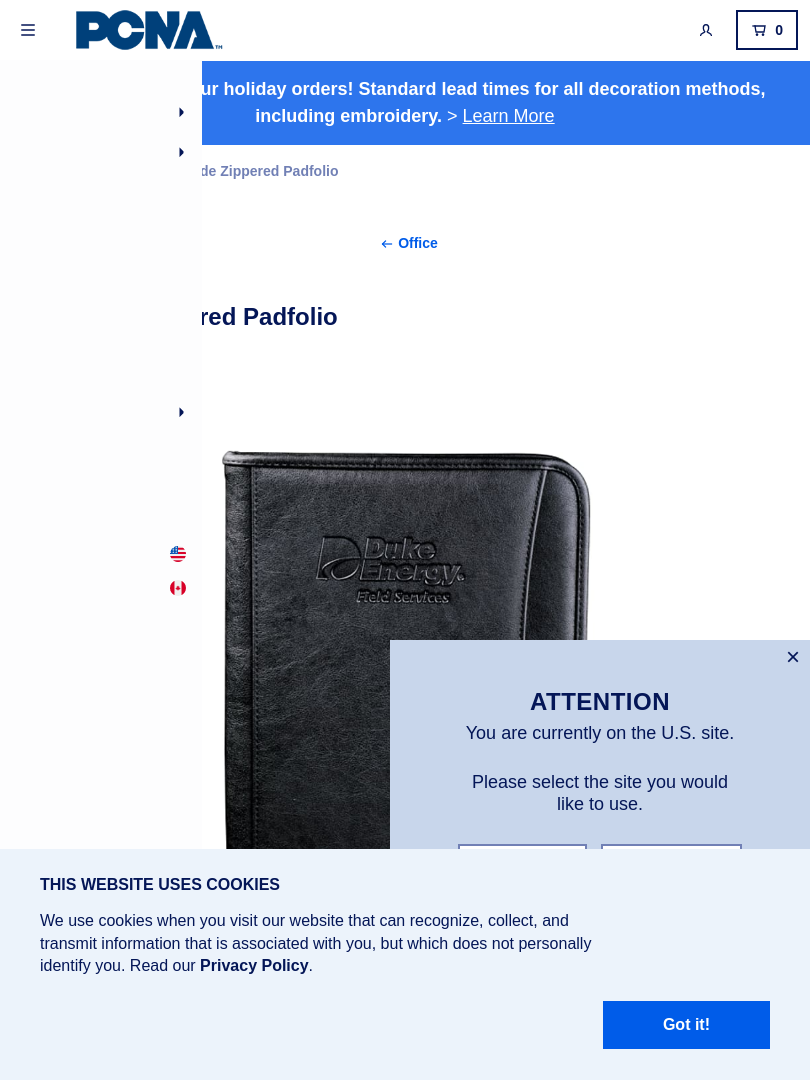 PCNA™
0
ur holiday orders! Standard lead times for all decoration methods,
including embroidery. > Learn More
de Zippered Padfolio
← Office
red Padfolio
Duke
Energy®
Field Services
×
ATTENTION
You are currently on the U.S. site.
Please select the site you would
like to use.
THIS WEBSITE USES COOKIES
We use cookies when you visit our website that can recognize, collect, and
transmit information that is associated with you, but which does not personally
identify you. Read our Privacy Policy.
Got it!